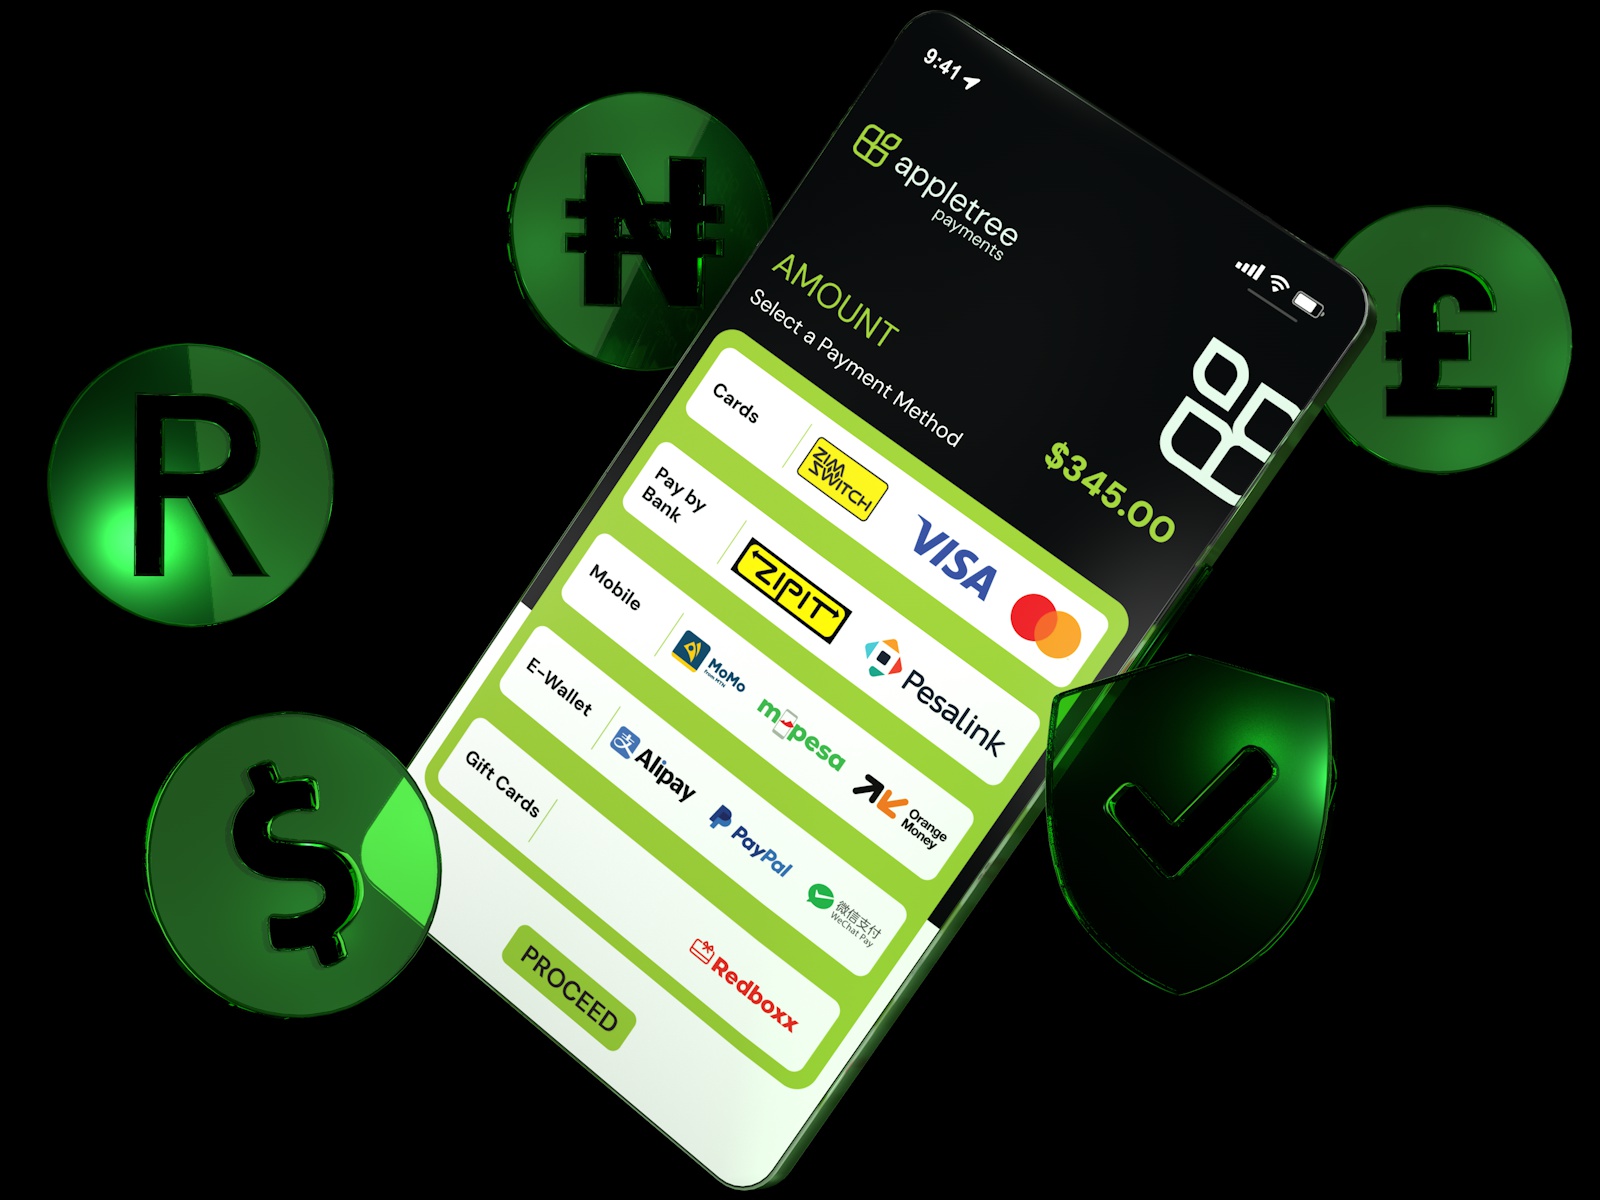 9:41
appletree
payments
AMOUNT
Select a Payment Method
$345.00
Cards
ZIM
SWITCH
VISA
Pay by
Bank
ZIPIT
Pesalink
Mobile
MoMo
from MTN
m-pesa
Orange
Money
E-Wallet
支
Alipay
PayPal
微信支付
WeChat Pay
Gift Cards
Redboxx
PROCEED
₦
£
R
$